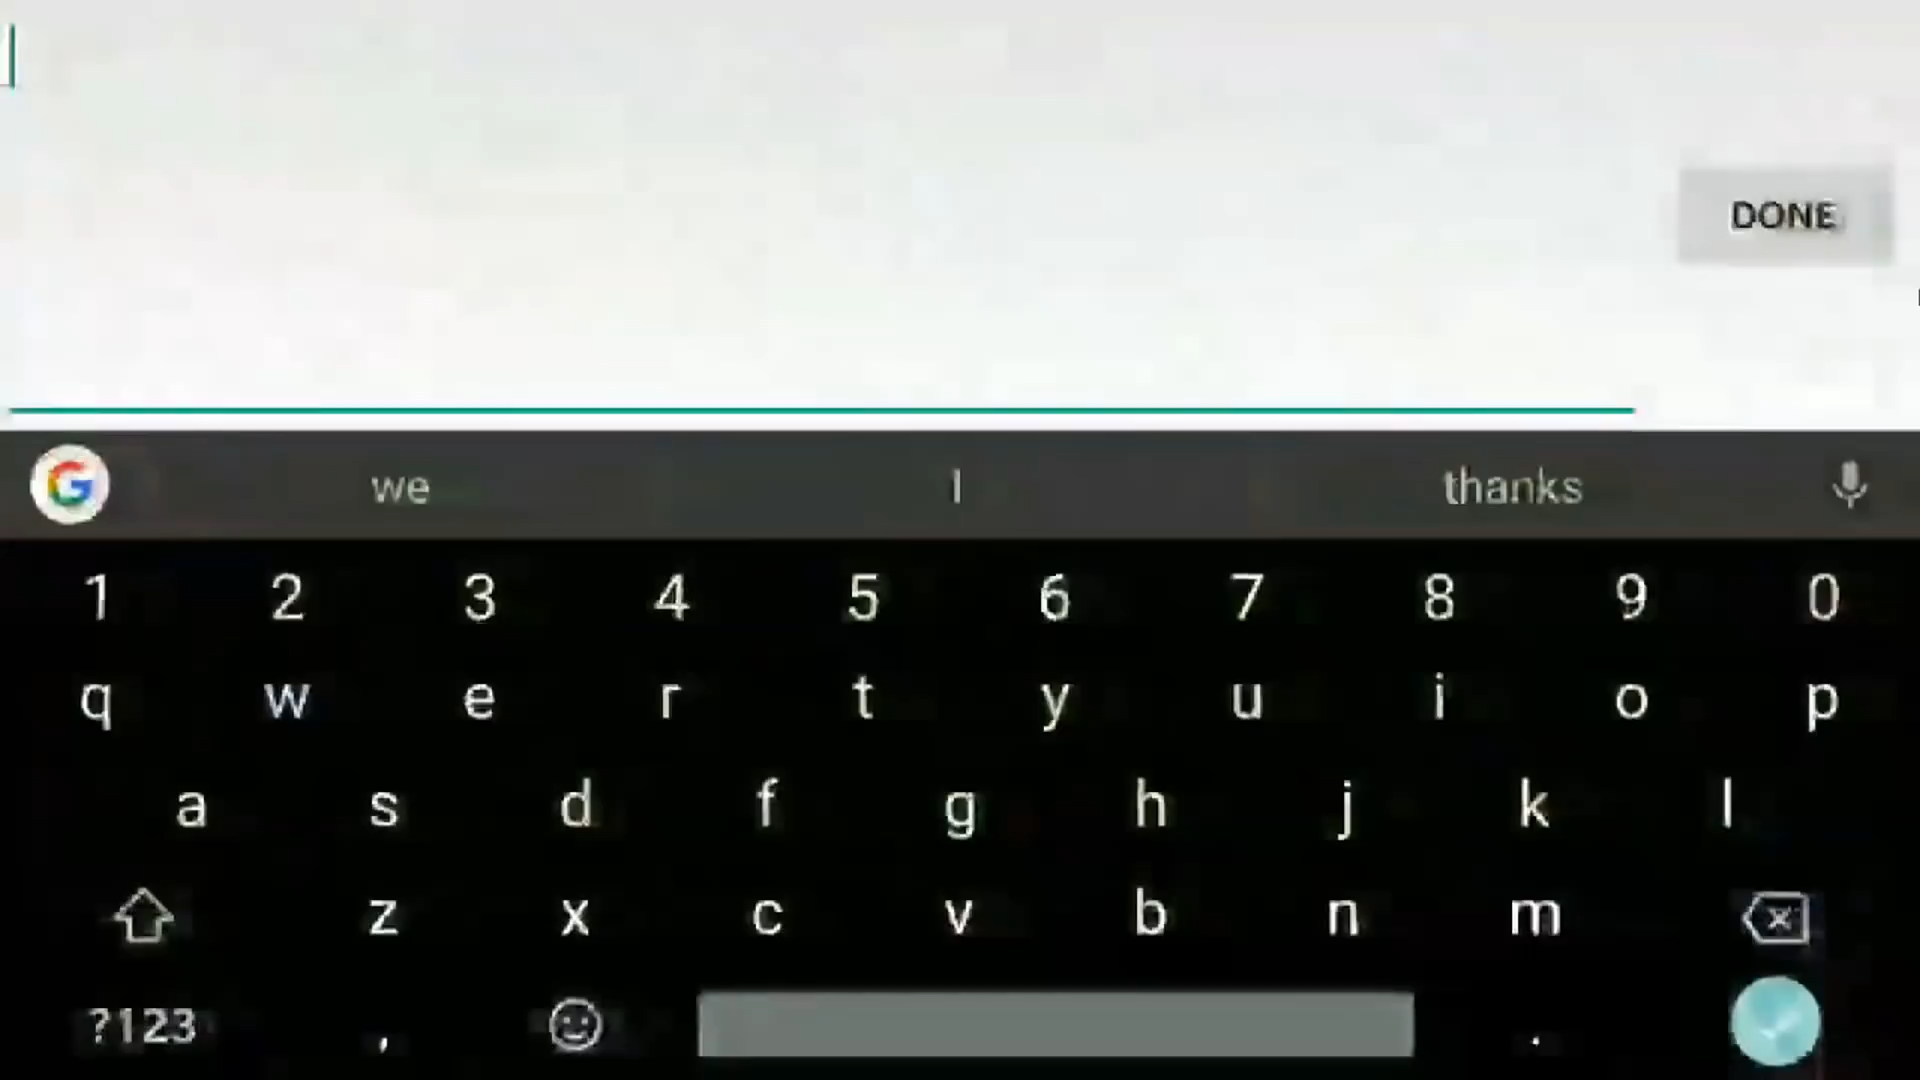 DONE
we I thanks
1 2 3 4 5 6 7 8 9 0
q w e r t y u i o p
a s d f g h j k l
z x c v b n m
?123 , .